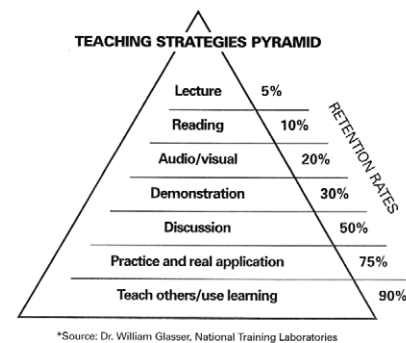 TEACHING STRATEGIES PYRAMID
Lecture 5%
Reading 10%
Audio/visual 20%
Demonstration 30%
Discussion 50%
Practice and real application 75%
Teach others/use learning 90%
RETENTION RATES
*Source: Dr. William Glasser, National Training Laboratories